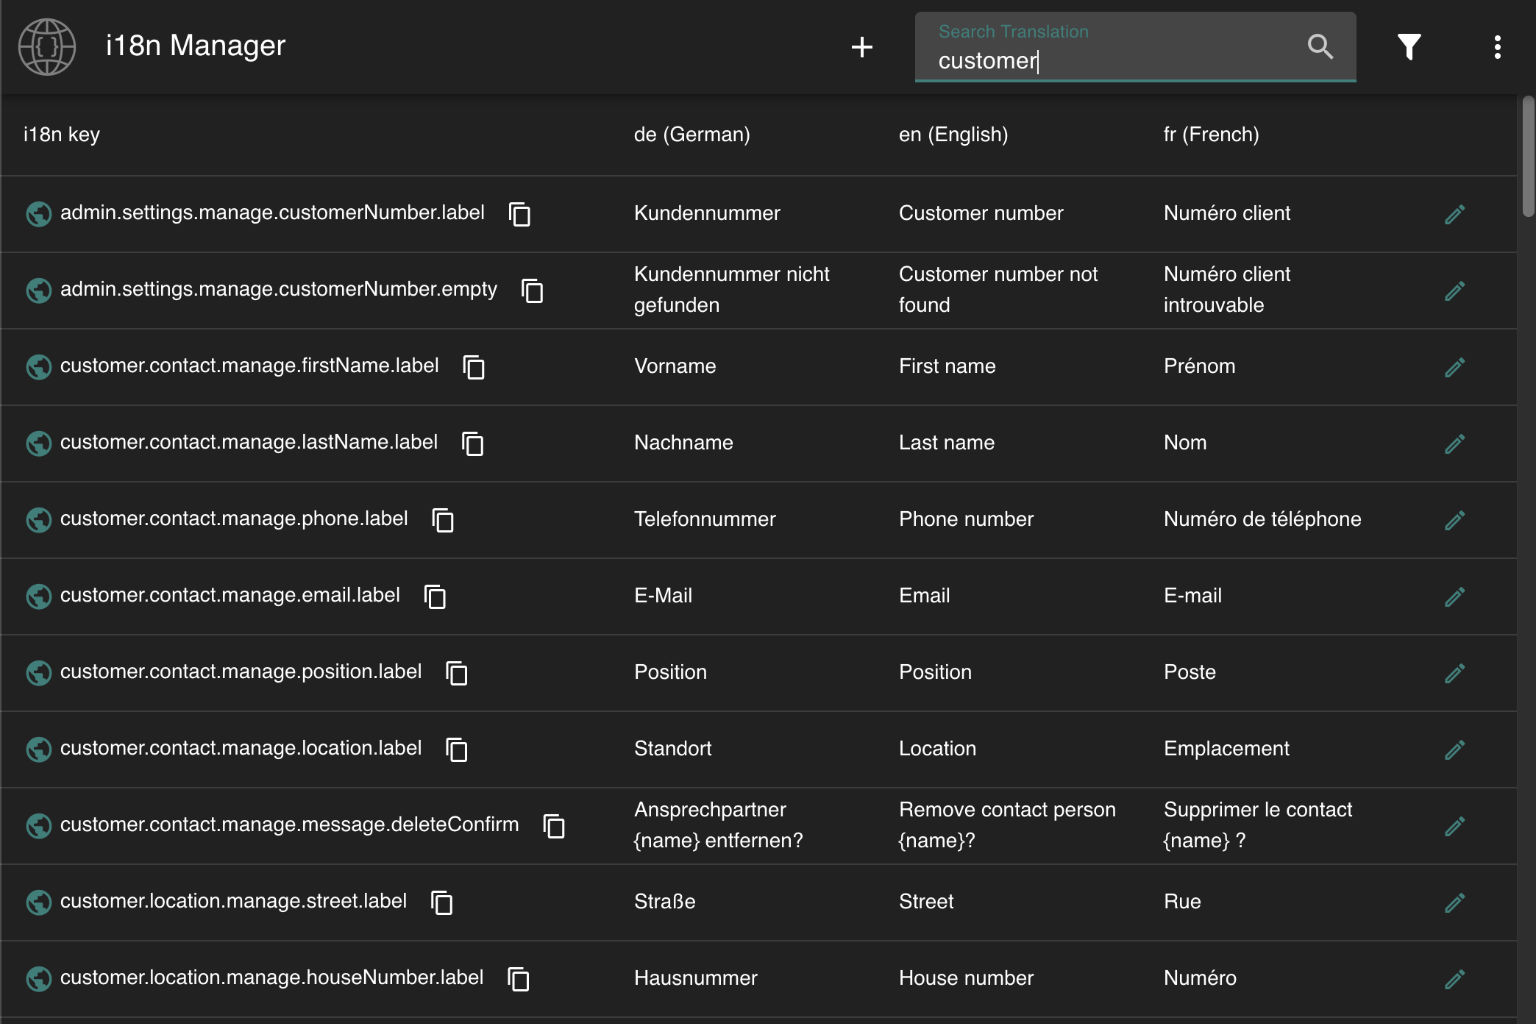 { }
i18n Manager
Search Translation
customer
i18n key
de (German)
en (English)
fr (French)
admin.settings.manage.customerNumber.label
Kundennummer
Customer number
Numéro client
admin.settings.manage.customerNumber.empty
Kundennummer nicht
gefunden
Customer number not
found
Numéro client
introuvable
customer.contact.manage.firstName.label
Vorname
First name
Prénom
customer.contact.manage.lastName.label
Nachname
Last name
Nom
customer.contact.manage.phone.label
Telefonnummer
Phone number
Numéro de téléphone
customer.contact.manage.email.label
E-Mail
Email
E-mail
customer.contact.manage.position.label
Position
Position
Poste
customer.contact.manage.location.label
Standort
Location
Emplacement
customer.contact.manage.message.deleteConfirm
Ansprechpartner
{name} entfernen?
Remove contact person
{name}?
Supprimer le contact
{name} ?
customer.location.manage.street.label
Straße
Street
Rue
customer.location.manage.houseNumber.label
Hausnummer
House number
Numéro